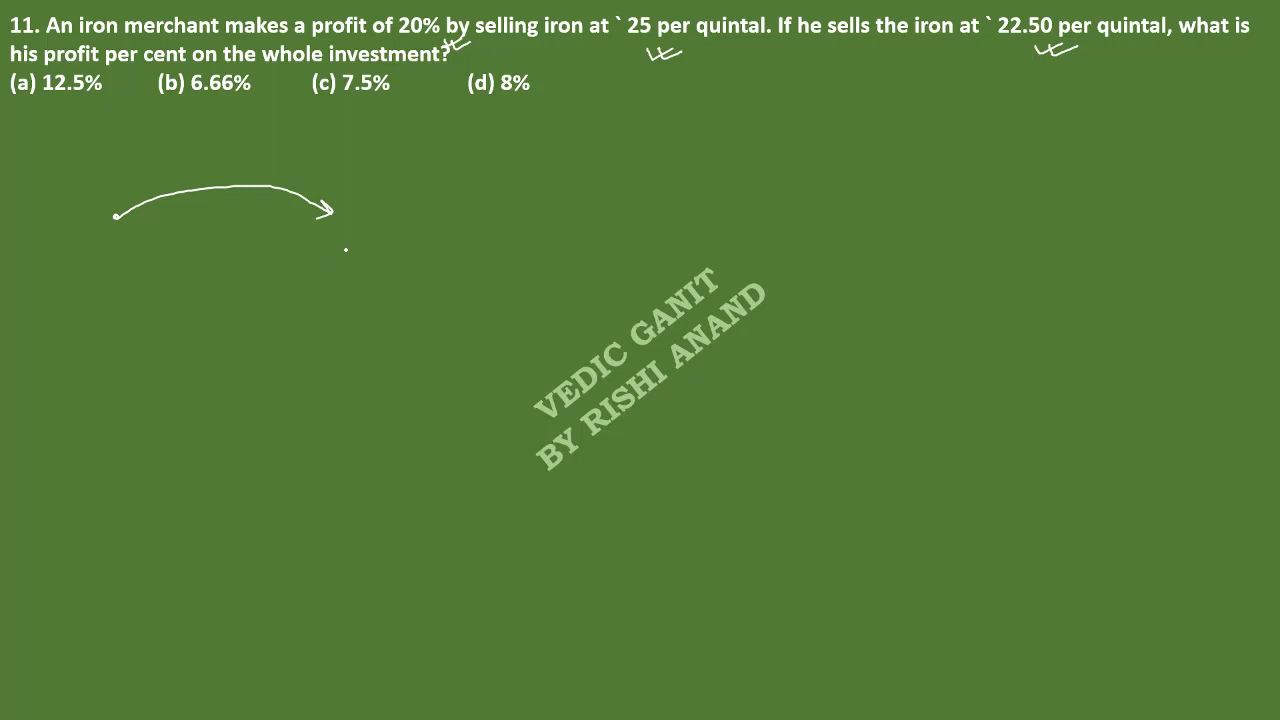 11. An iron merchant makes a profit of 20% by selling iron at ` 25 per quintal. If he sells the iron at ` 22.50 per quintal, what is
his profit per cent on the whole investment?
(a) 12.5% (b) 6.66% (c) 7.5% (d) 8%
VEDIC GANIT
BY RISHI ANAND